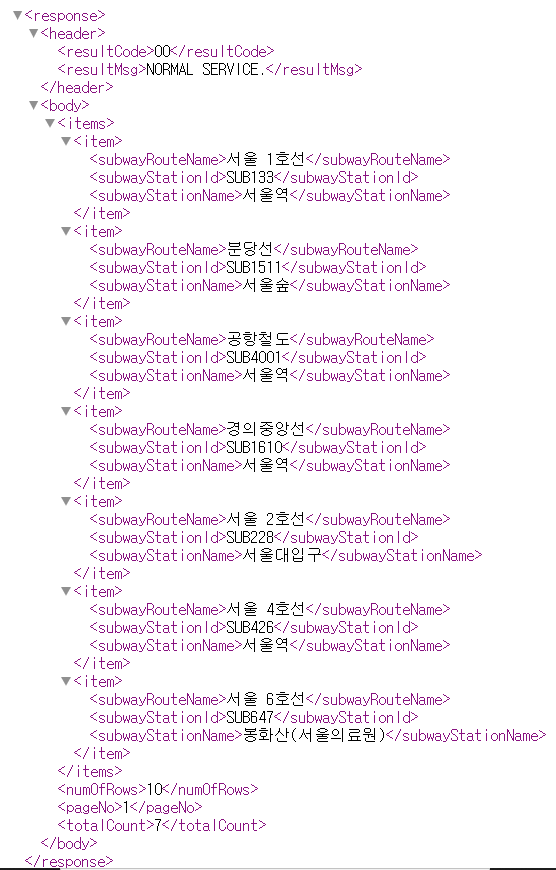 <response>
<header>
<resultCode>00</resultCode>
<resultMsg>NORMAL SERVICE.</resultMsg>
</header>
<body>
<items>
<item>
<subwayRouteName>서울 1호선</subwayRouteName>
<subwayStationId>SUB133</subwayStationId>
<subwayStationName>서울역</subwayStationName>
</item>
<item>
<subwayRouteName>분당선</subwayRouteName>
<subwayStationId>SUB1511</subwayStationId>
<subwayStationName>서울숲</subwayStationName>
</item>
<item>
<subwayRouteName>공항철도</subwayRouteName>
<subwayStationId>SUB4001</subwayStationId>
<subwayStationName>서울역</subwayStationName>
</item>
<item>
<subwayRouteName>경의중앙선</subwayRouteName>
<subwayStationId>SUB1610</subwayStationId>
<subwayStationName>서울역</subwayStationName>
</item>
<item>
<subwayRouteName>서울 2호선</subwayRouteName>
<subwayStationId>SUB228</subwayStationId>
<subwayStationName>서울대입구</subwayStationName>
</item>
<item>
<subwayRouteName>서울 4호선</subwayRouteName>
<subwayStationId>SUB426</subwayStationId>
<subwayStationName>서울역</subwayStationName>
</item>
<item>
<subwayRouteName>서울 6호선</subwayRouteName>
<subwayStationId>SUB647</subwayStationId>
<subwayStationName>봉화산(서울의료원)</subwayStationName>
</item>
</items>
<numOfRows>10</numOfRows>
<pageNo>1</pageNo>
<totalCount>7</totalCount>
</body>
</response>